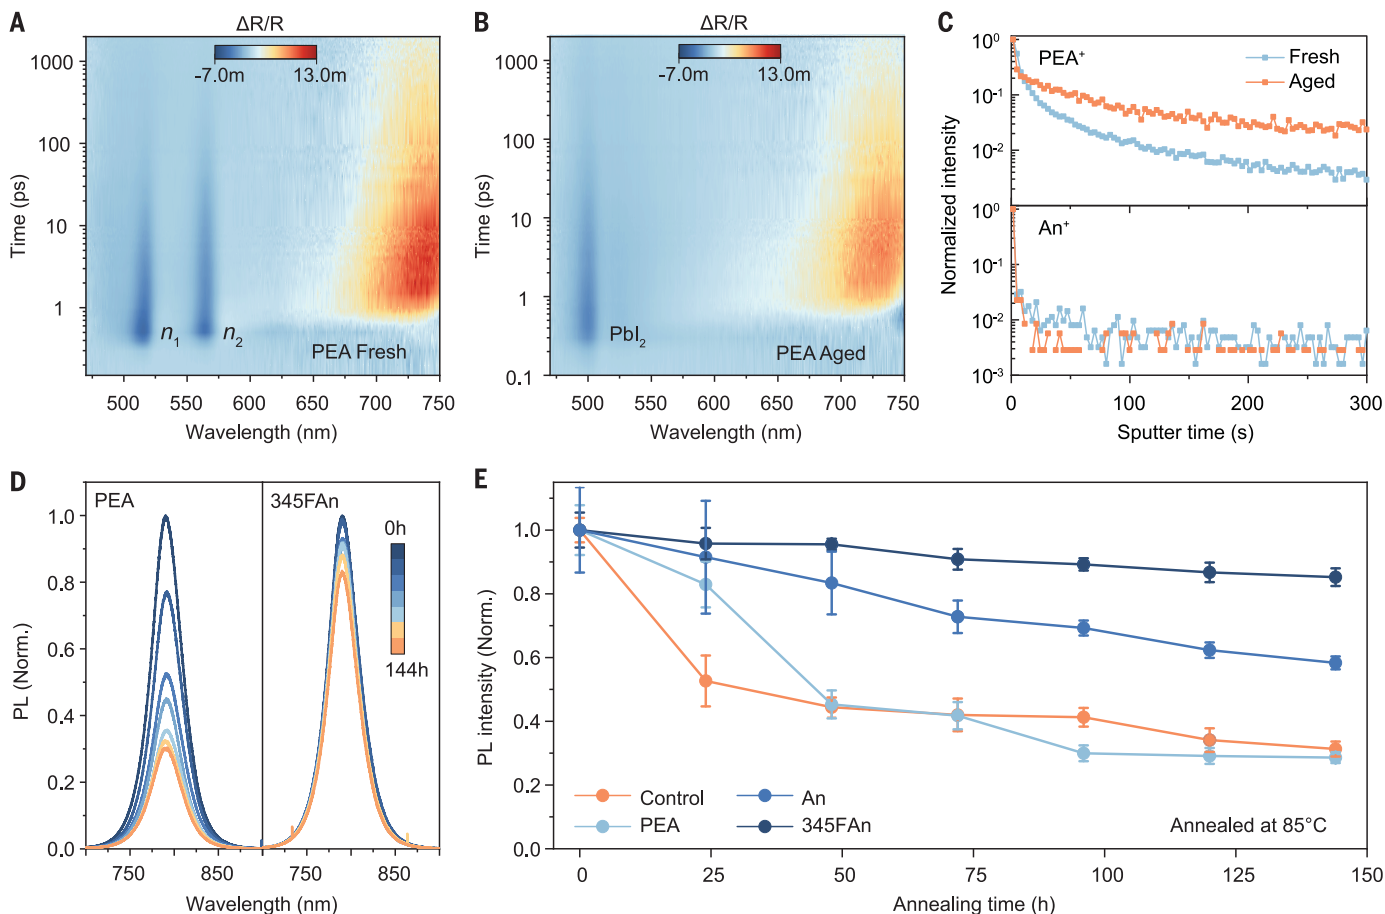 A
ΔR/R
-7.0m 13.0m
1000
100
10
1
Time (ps)
n1 n2
PEA Fresh
500 550 600 650 700 750
Wavelength (nm)
B
ΔR/R
-7.0m 13.0m
1000
100
10
1
0.1
Time (ps)
PbI2
PEA Aged
500 550 600 650 700 750
Wavelength (nm)
C
PEA+
Fresh
Aged
10^0
10^-1
10^-2
Normalized intensity
An+
10^0
10^-1
10^-2
10^-3
0 100 200 300
Sputter time (s)
D
PEA
345FAn
0h
144h
1.0
0.8
0.6
0.4
0.2
0.0
PL (Norm.)
750 850 750 850
Wavelength (nm)
E
1.0
0.8
0.6
0.4
0.2
0.0
PL intensity (Norm.)
Control An
PEA 345FAn
Annealed at 85°C
0 25 50 75 100 125 150
Annealing time (h)